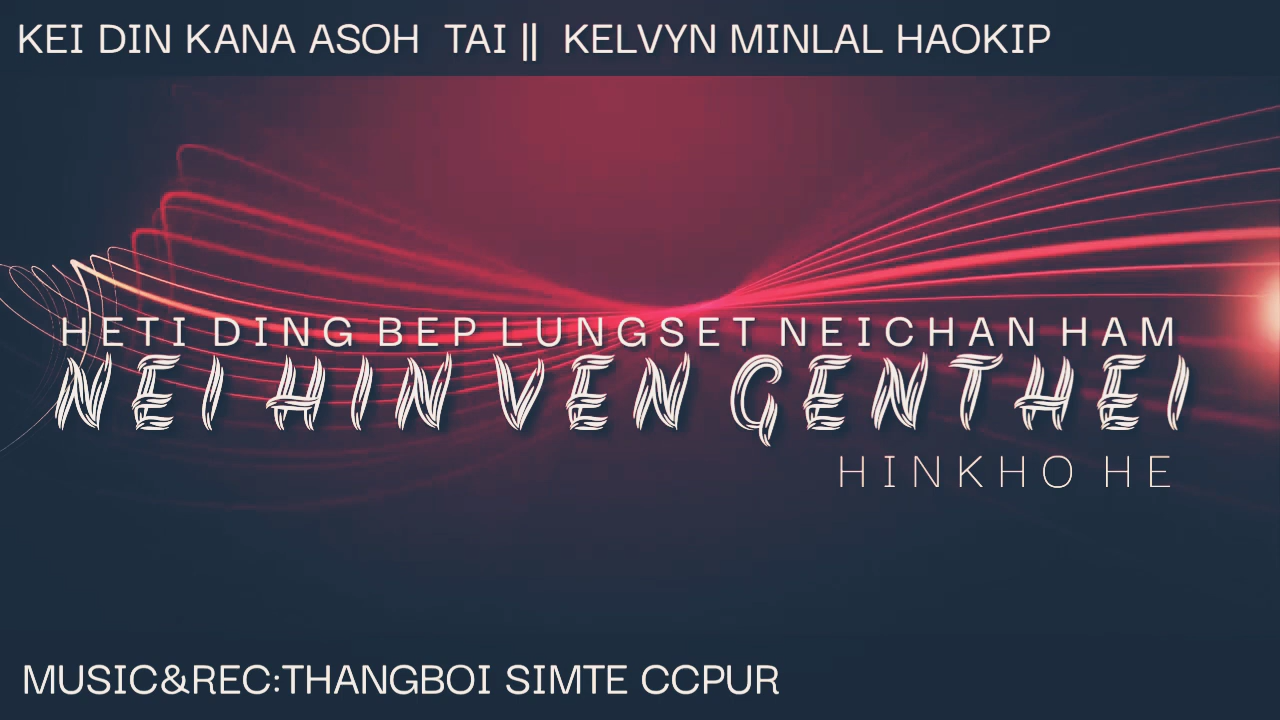 KEI DIN KANA ASOH TAI || KELVYN MINLAL HAOKIP
HETI DING BEP LUNGSET NEICHAN HAM
NEI HIN VEN GENTHEI
HINKHO HE
MUSIC&REC:THANGBOI SIMTE CCPUR